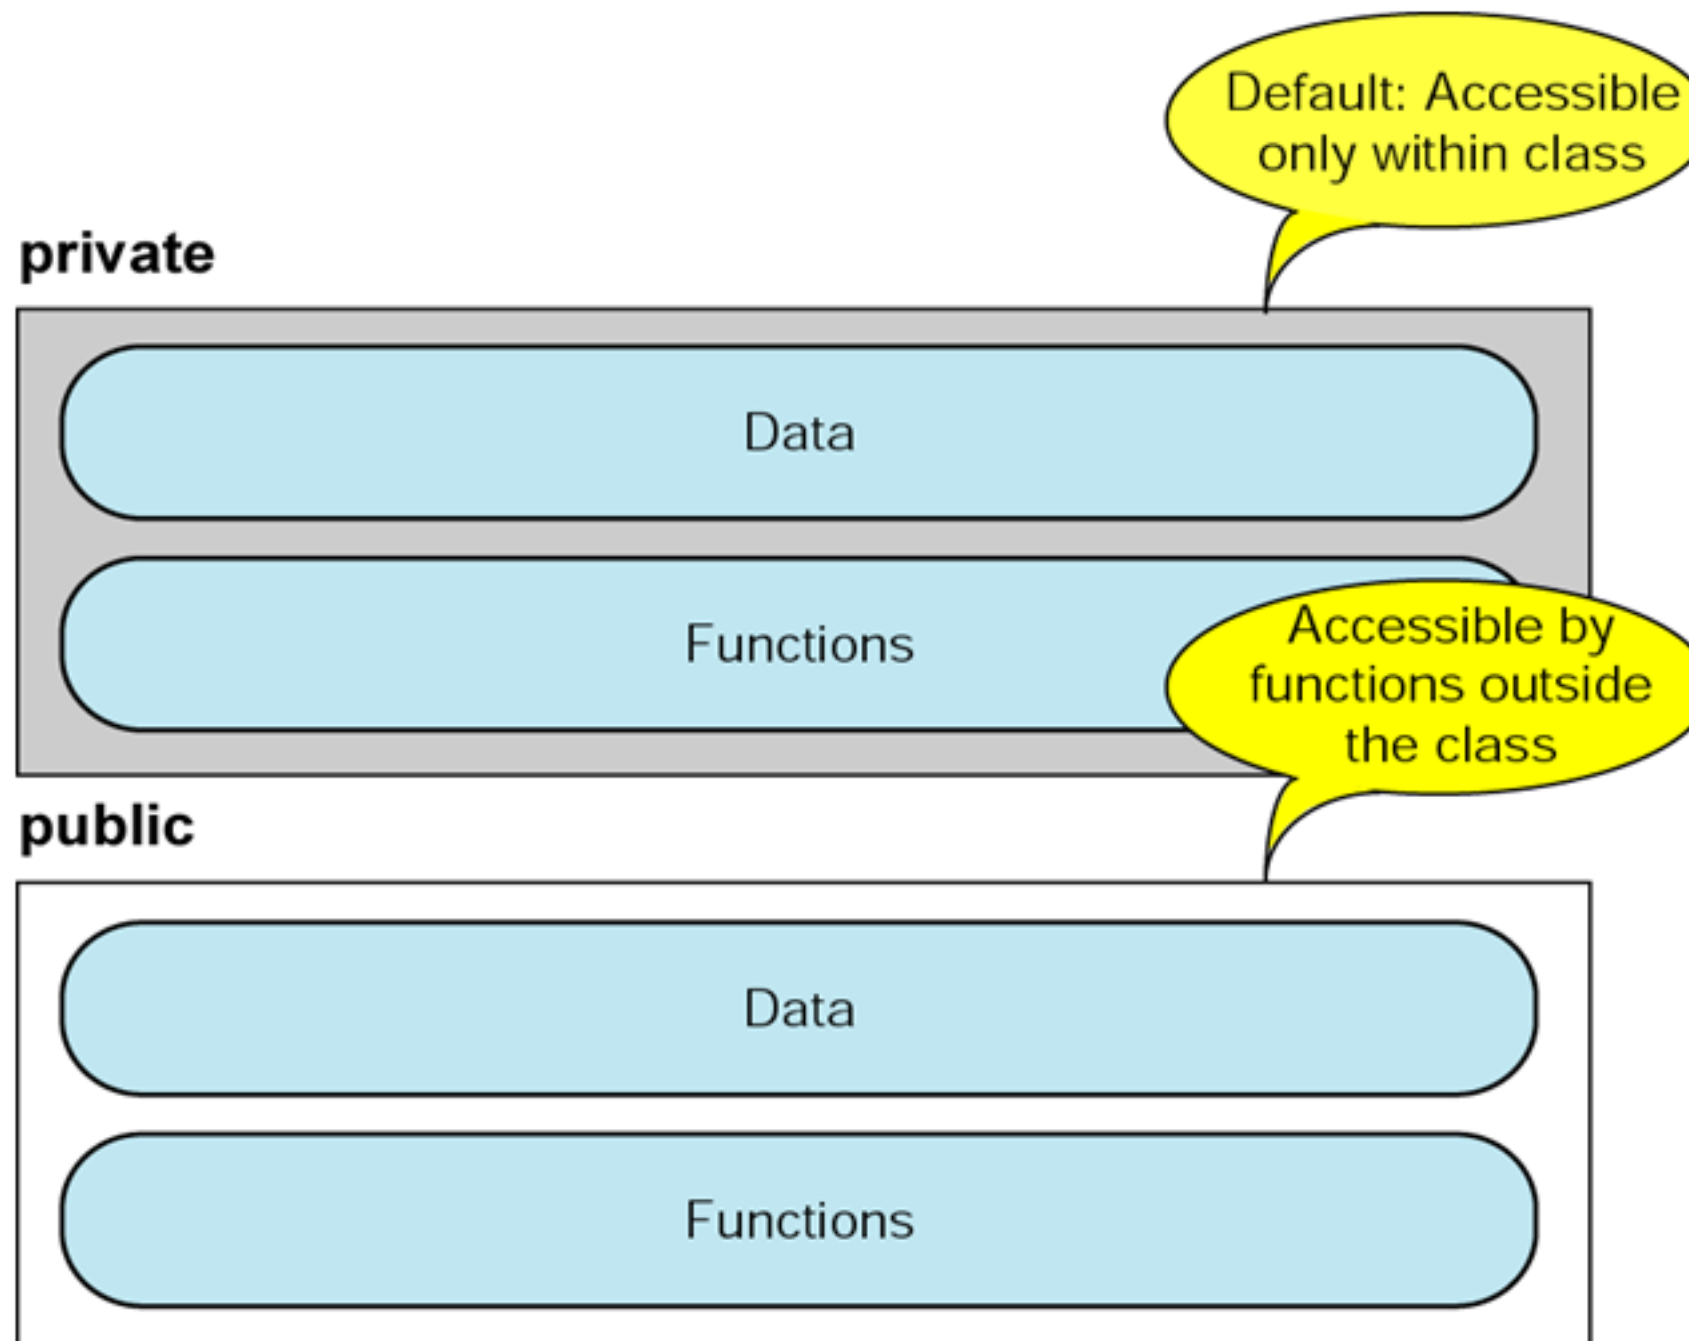 Default: Accessible
only within class
private
Data
Functions
Accessible by
functions outside
the class
public
Data
Functions